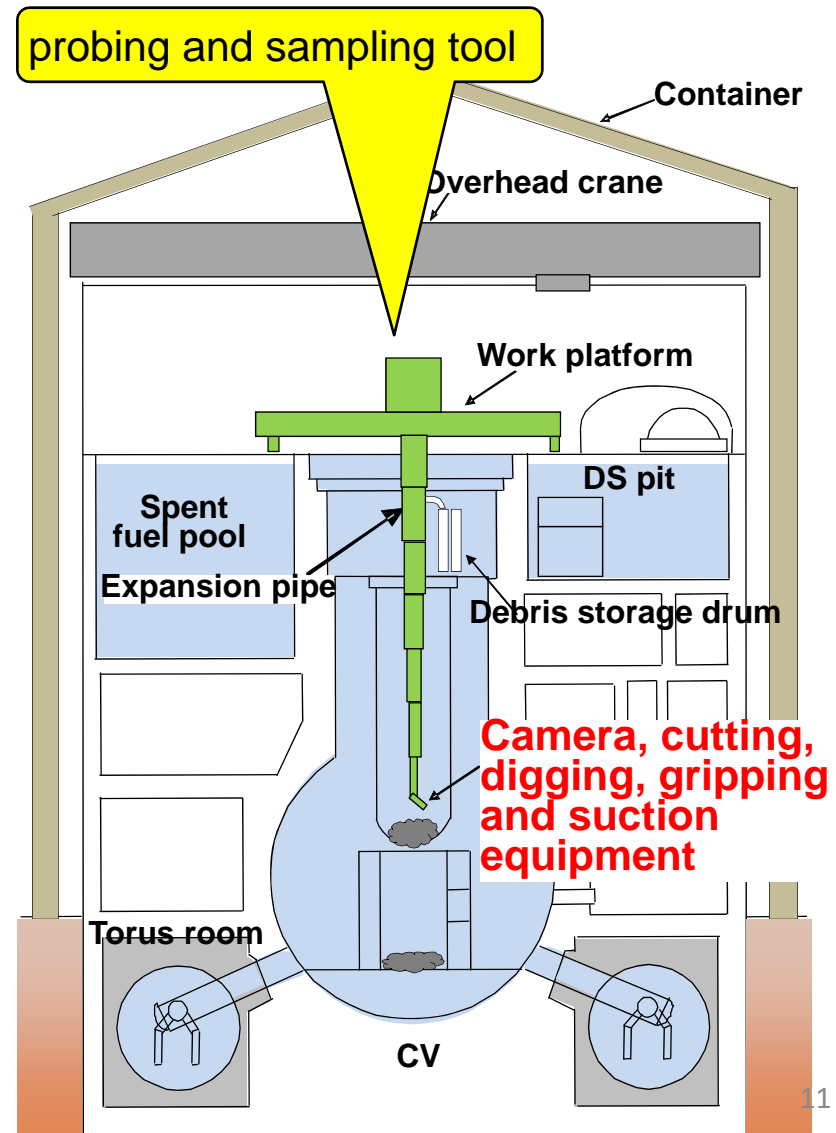 probing and sampling tool
Container
Overhead crane
Work platform
DS pit
Spent
fuel pool
Expansion pipe
Debris storage drum
Camera, cutting,
digging, gripping
and suction
equipment
Torus room
CV
11